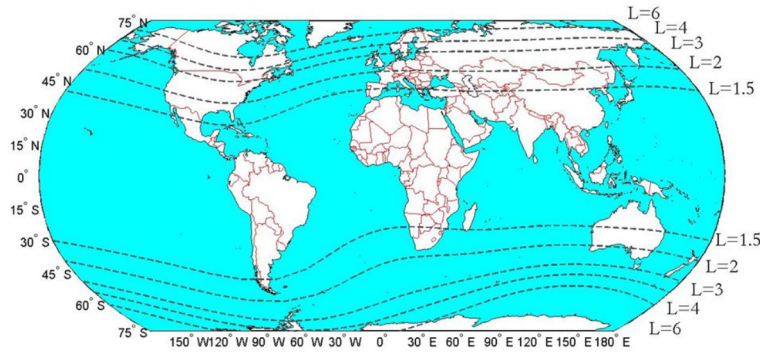 75° N
L=6
L=4
60° N
L=3
45° N
L=2
L=1.5
30° N
15° N
0°
15° S
30° S
L=1.5
45° S
L=2
L=3
60° S
L=4
75° S
L=6
150° W 120° W 90° W 60° W 30° W 0° 30° E 60° E 90° E 120° E 150° E 180° E